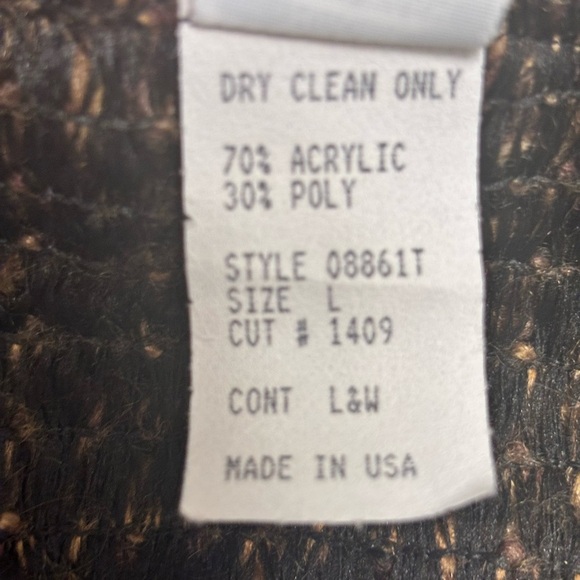 DRY CLEAN ONLY
70% ACRYLIC
30% POLY
STYLE 08861T
SIZE L
CUT # 1409
CONT L&W
MADE IN USA